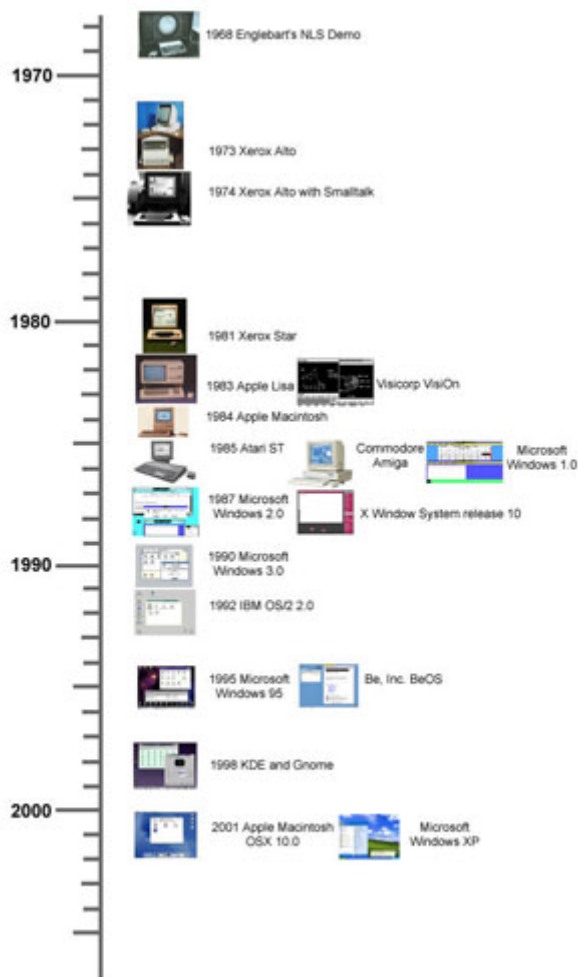 1968 Englebart's NLS Demo
1970
1973 Xerox Alto
1974 Xerox Alto with Smalltalk
1980
1981 Xerox Star
1983 Apple Lisa
Visicorp VisiOn
1984 Apple Macintosh
1985 Atari ST
Commodore
Amiga
Microsoft
Windows 1.0
1987 Microsoft
Windows 2.0
X Window System release 10
1990
1990 Microsoft
Windows 3.0
1992 IBM OS/2 2.0
1995 Microsoft
Windows 95
Be, Inc. BeOS
1998 KDE and Gnome
2000
2001 Apple Macintosh
OSX 10.0
Microsoft
Windows XP